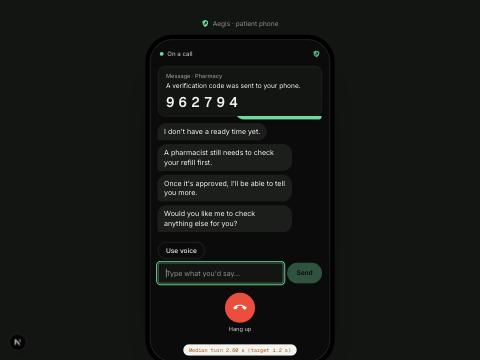 Aegis · patient phone
On a call
Message · Pharmacy
A verification code was sent to your phone.
962794
I don't have a ready time yet.
A pharmacist still needs to check
your refill first.
Once it's approved, I'll be able to tell
you more.
Would you like me to check
anything else for you?
Use voice
Type what you'd say...
Send
Hang up
Median turn 2.60 s (target 1.2 s)
N